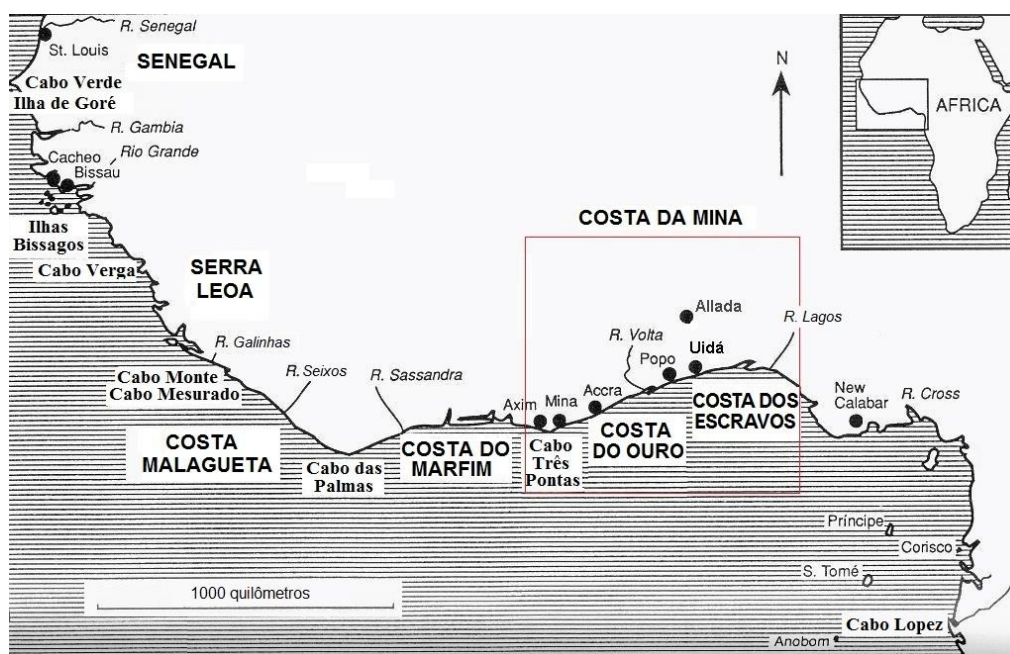 R. Senegal
St. Louis
SENEGAL
Cabo Verde
Ilha de Goré
R. Gambia
Cacheo
Rio Grande
Bissau
Ilhas
Bissagos
Cabo Verga
SERRA
LEOA
R. Galinhas
Cabo Monte
Cabo Mesurado
R. Seixos
R. Sassandra
COSTA
MALAGUETA
Cabo das
Palmas
COSTA DO
MARFIM
N
AFRICA
COSTA DA MINA
Allada
R. Volta
R. Lagos
Popo
Uidá
Axim
Mina
Accra
Cabo
Três
Pontas
COSTA
DO OURO
COSTA DOS
ESCRAVOS
New
Calabar
R. Cross
Príncipe
Corisco
S. Tomé
Cabo Lopez
Anobom
1000 quilômetros